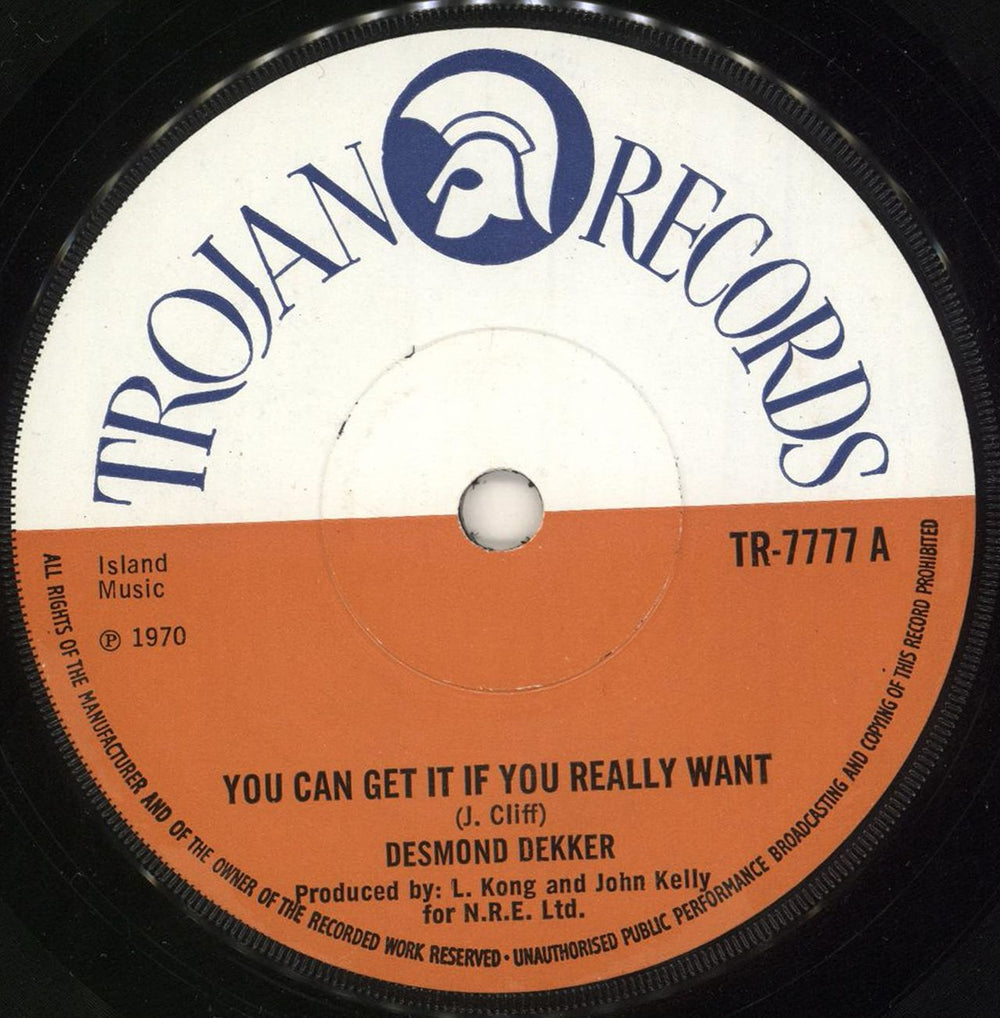 TROJAN RECORDS
Island
Music
℗ 1970
TR-7777 A
YOU CAN GET IT IF YOU REALLY WANT
(J. Cliff)
DESMOND DEKKER
Produced by: L. Kong and John Kelly
for N.R.E. Ltd.
ALL RIGHTS OF THE MANUFACTURER AND OF THE OWNER OF THE RECORDED WORK RESERVED · UNAUTHORISED PUBLIC PERFORMANCE BROADCASTING AND COPYING OF THIS RECORD PROHIBITED